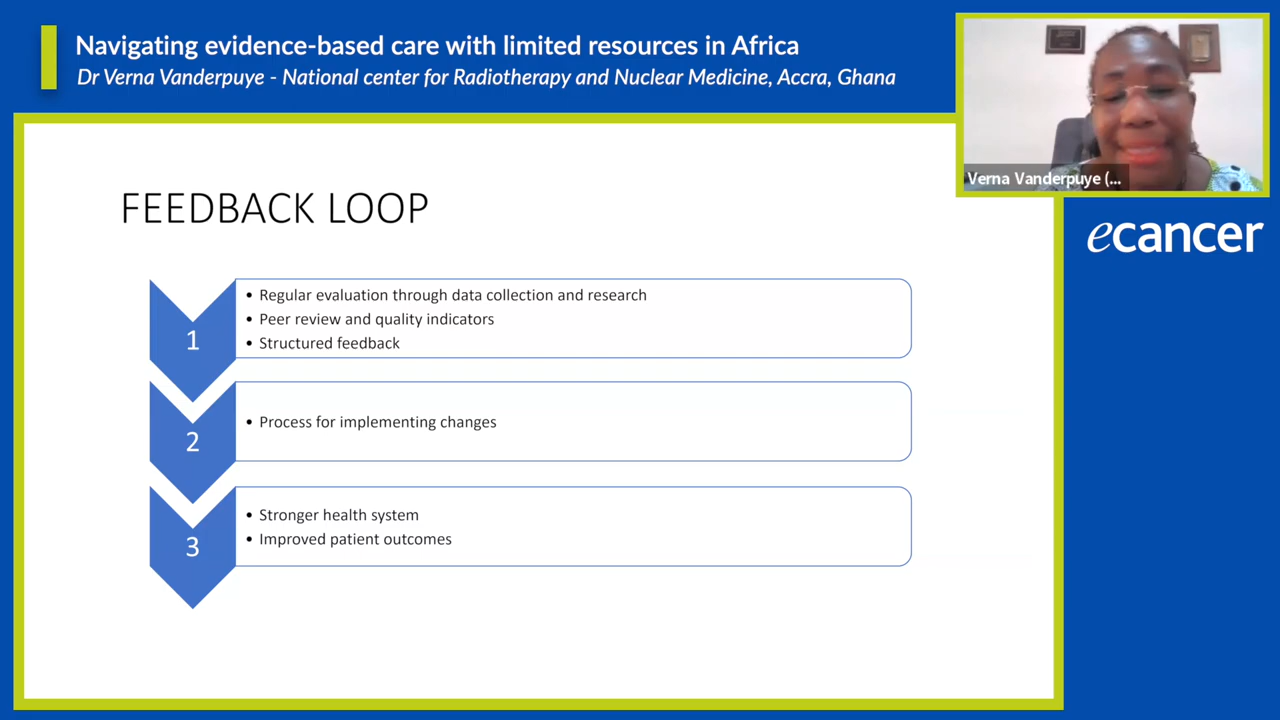 Navigating evidence-based care with limited resources in Africa
Dr Verna Vanderpuye - National center for Radiotherapy and Nuclear Medicine, Accra, Ghana
Verna Vanderpuye (...
ecancer
FEEDBACK LOOP
1
• Regular evaluation through data collection and research
• Peer review and quality indicators
• Structured feedback
2
• Process for implementing changes
3
• Stronger health system
• Improved patient outcomes